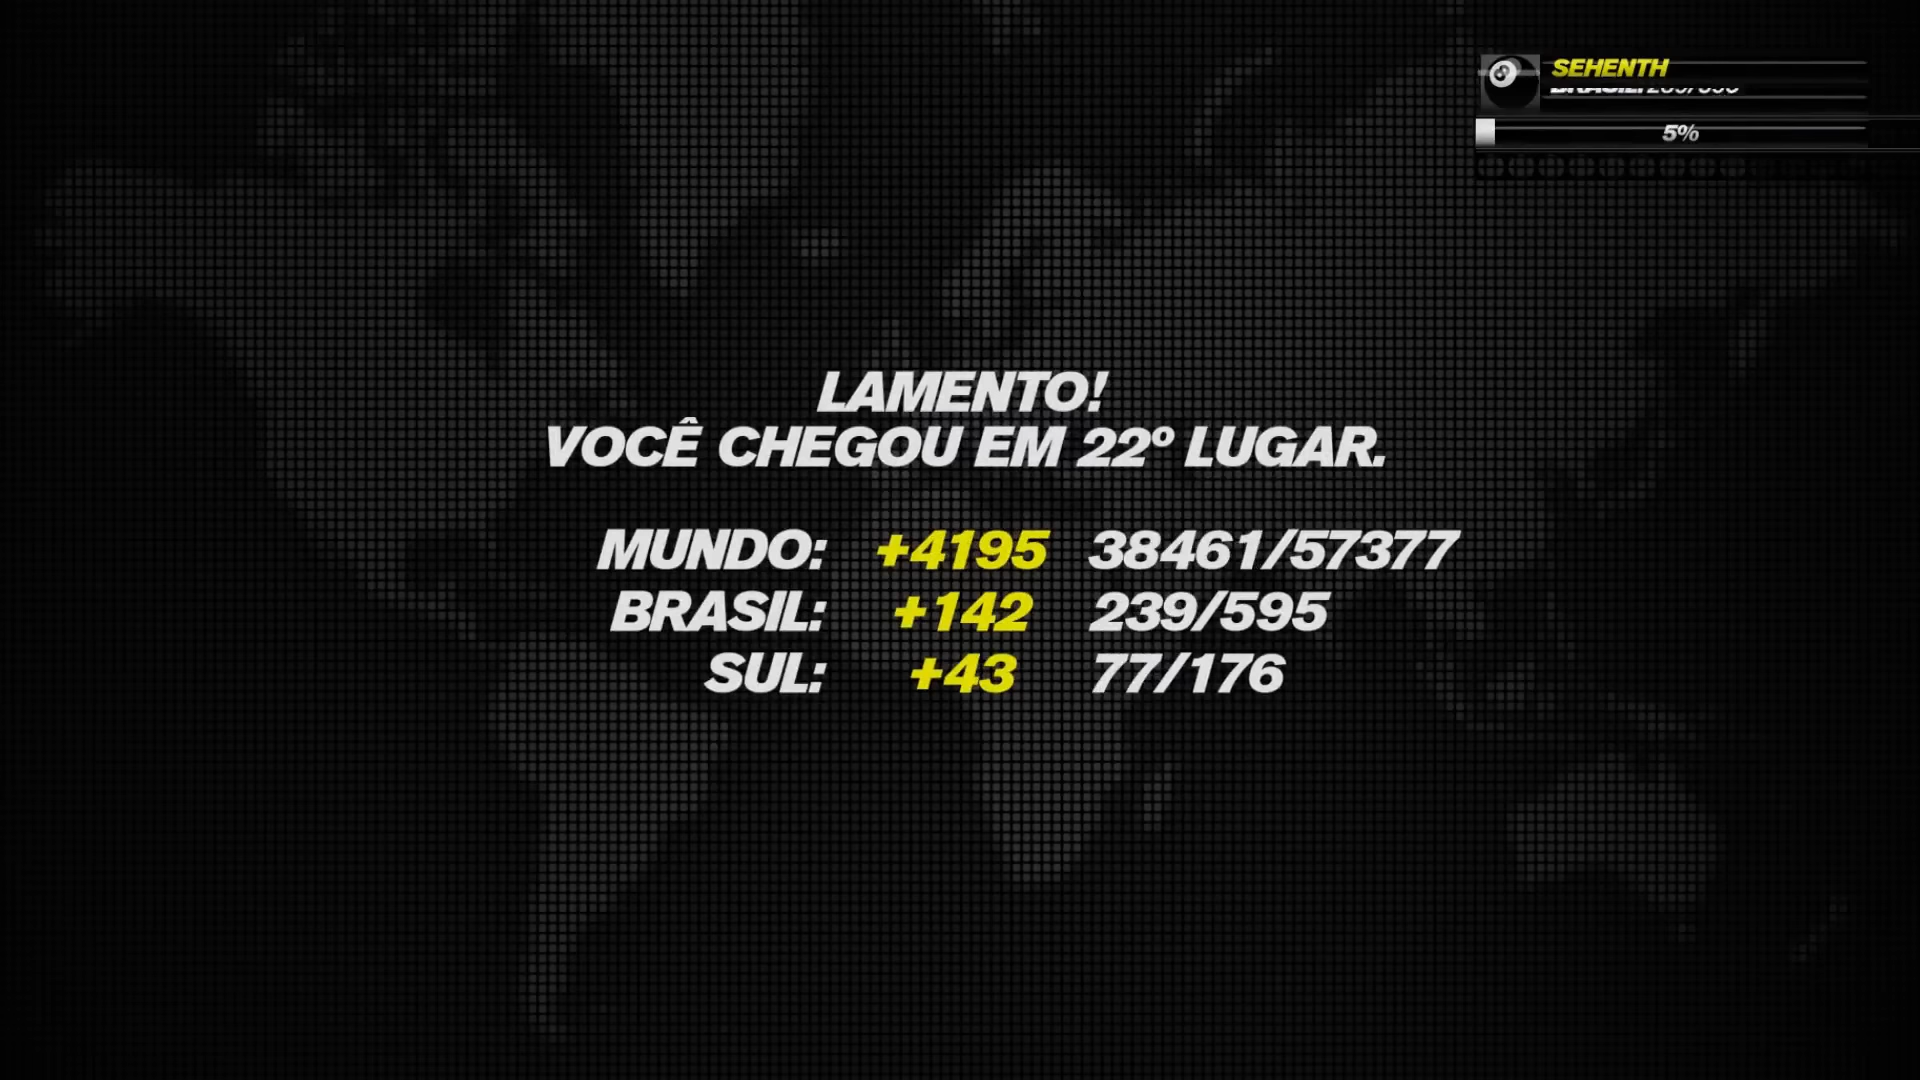 SEHENTH
5%
LAMENTO!
VOCÊ CHEGOU EM 22º LUGAR.
MUNDO: +4195 38461/57377
BRASIL: +142 239/595
SUL: +43 77/176